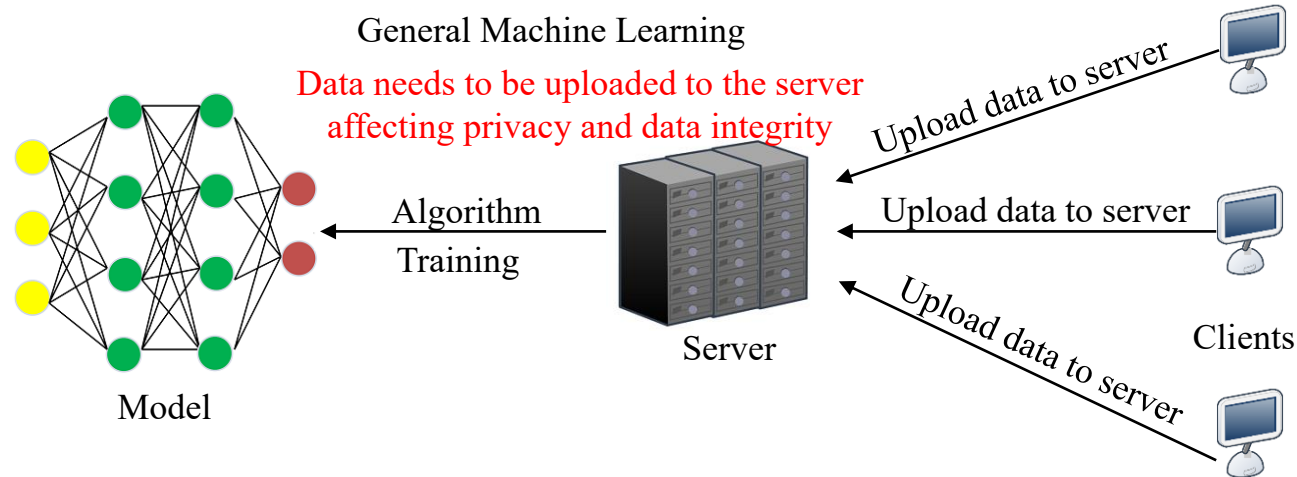 General Machine Learning
Data needs to be uploaded to the server
affecting privacy and data integrity
Upload data to server
Upload data to server
Upload data to server
Algorithm
Training
Server
Clients
Model